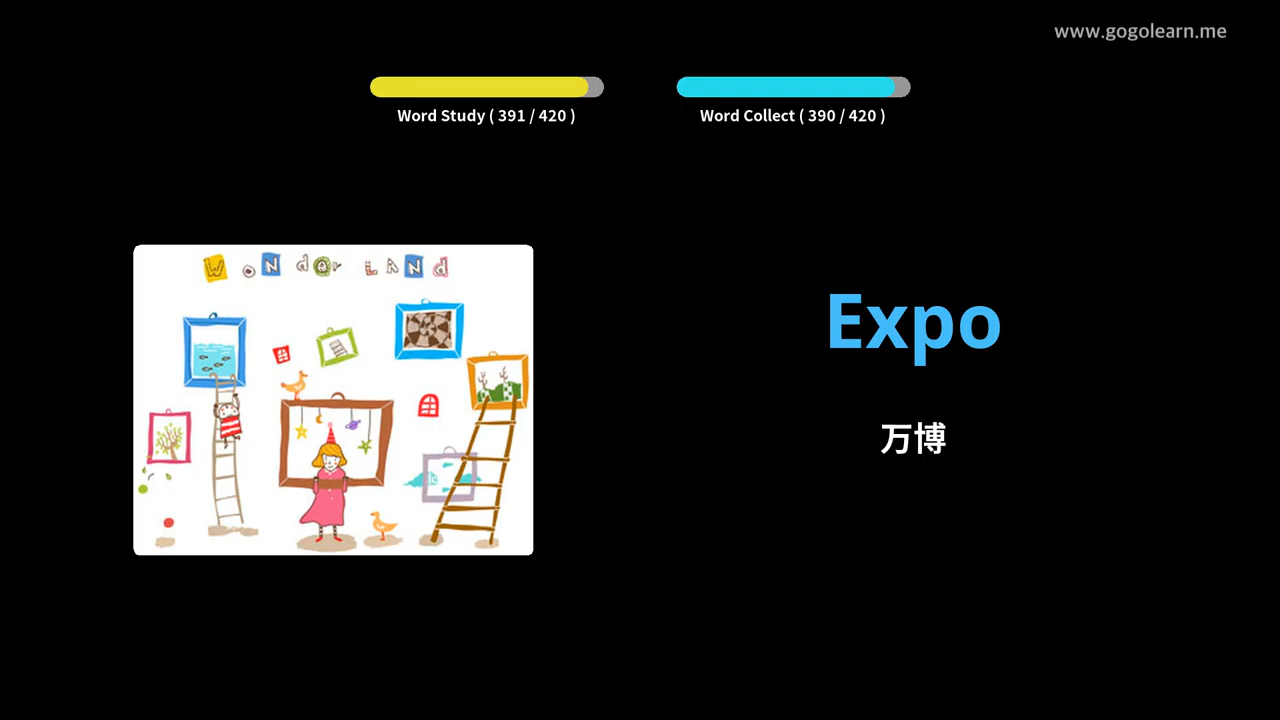 www.gogolearn.me
Word Study ( 391 / 420 )
Word Collect ( 390 / 420 )
WoNder LANd
Expo
万博